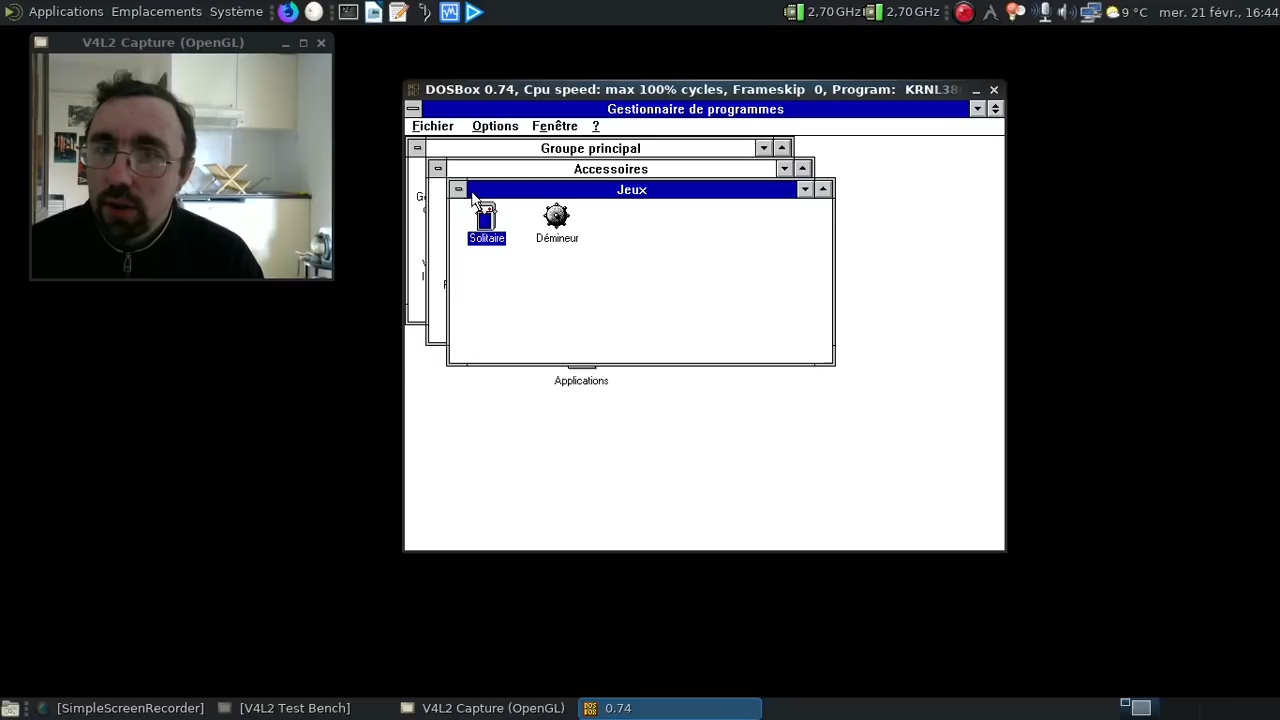 Applications Emplacements Système
2,70 GHz 2,70 GHz 9 °C mer. 21 févr., 16:44
V4L2 Capture (OpenGL)
DOSBox 0.74, Cpu speed: max 100% cycles, Frameskip 0, Program: KRNL38
Gestionnaire de programmes
Fichier Options Fenêtre ?
Groupe principal
Accessoires
Jeux
Solitaire Démineur
Applications
[SimpleScreenRecorder] [V4L2 Test Bench] V4L2 Capture (OpenGL) 0.74